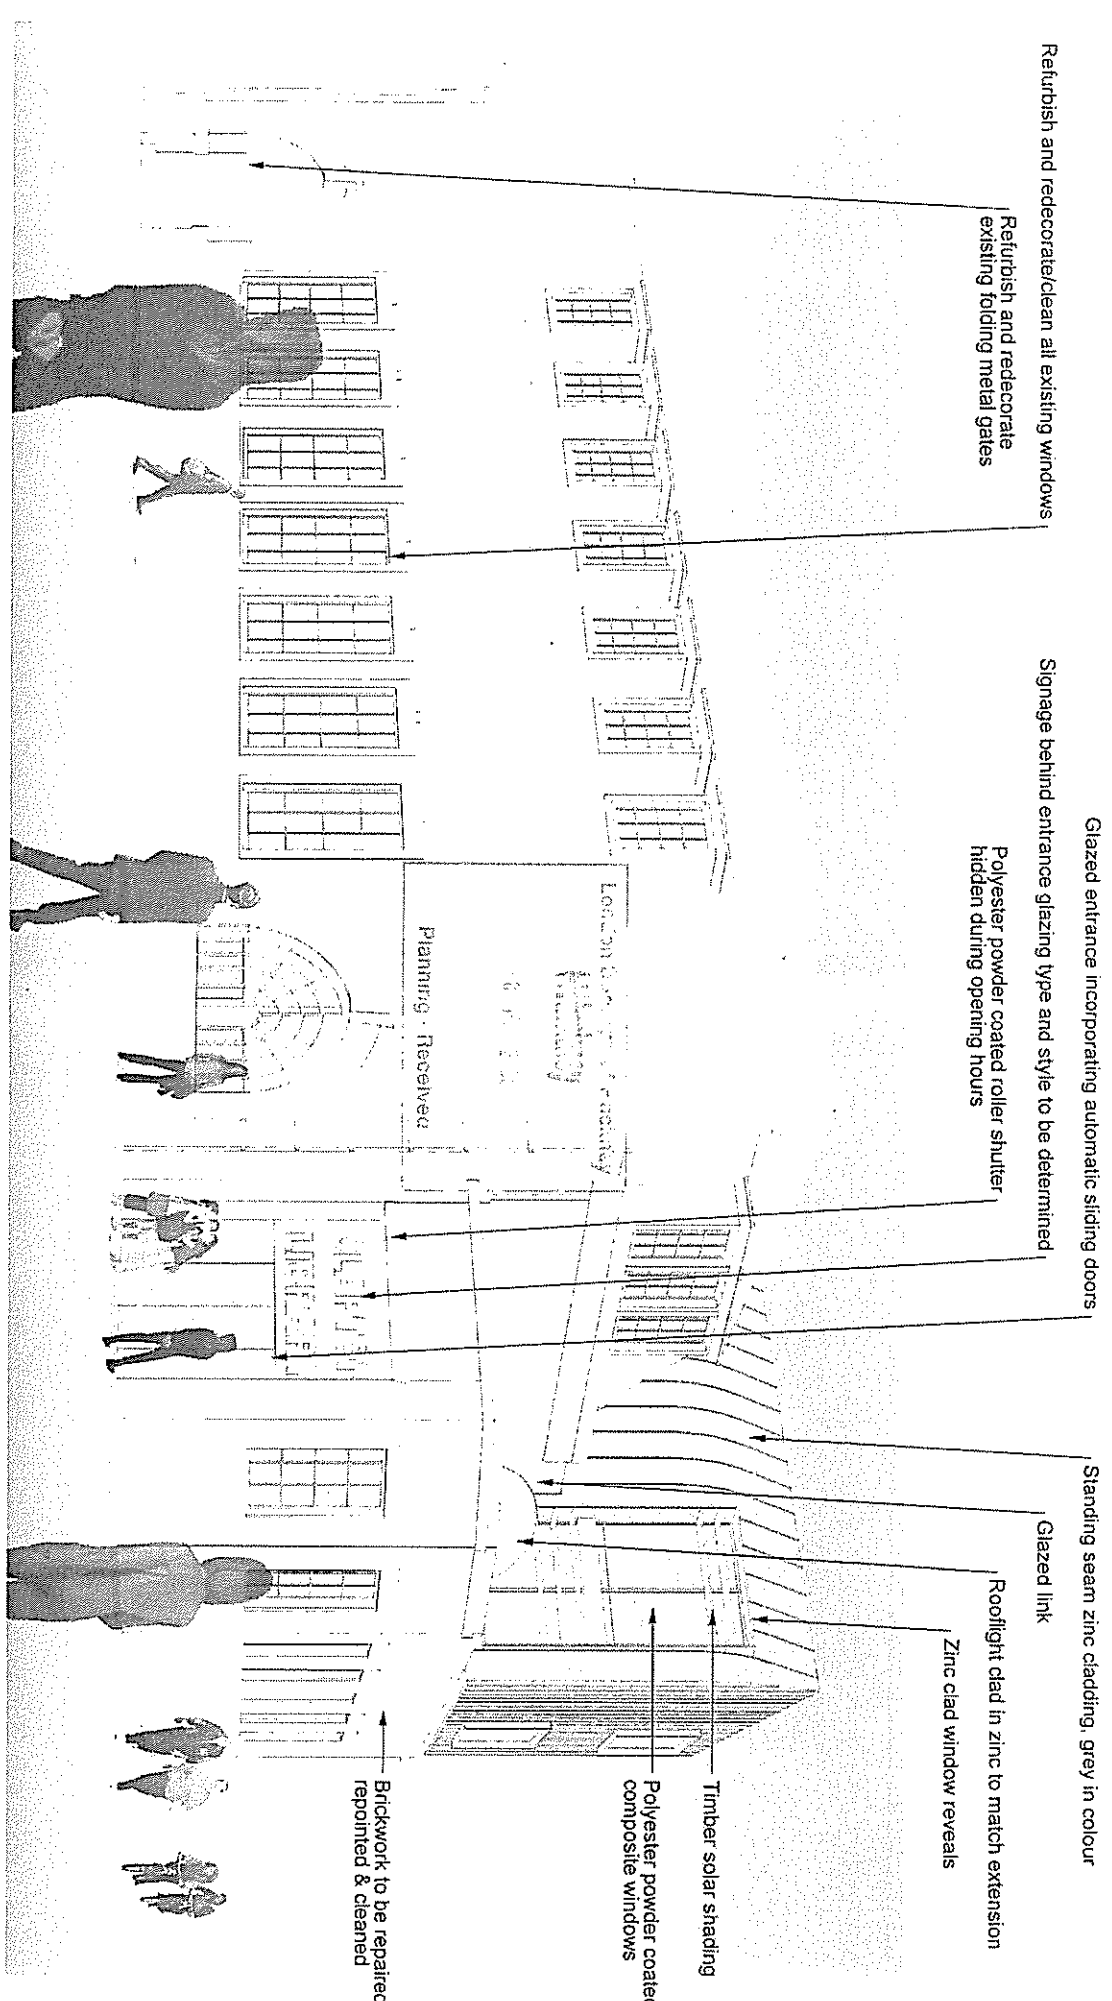 Glazed entrance incorporating automatic sliding doors
Standing seam zinc cladding, grey in colour
Refurbish and redecorate/clean all existing windows
Signage behind entrance glazing type and style to be determined
Glazed link
Refurbish and redecorate
existing folding metal gates
Polyester powder coated roller shutter
hidden during opening hours
Rooflight clad in zinc to match extension
Zinc clad window reveals
Timber solar shading
Polyester powder coated
composite windows
Brickwork to be repaired
repointed & cleaned
Planning - Received